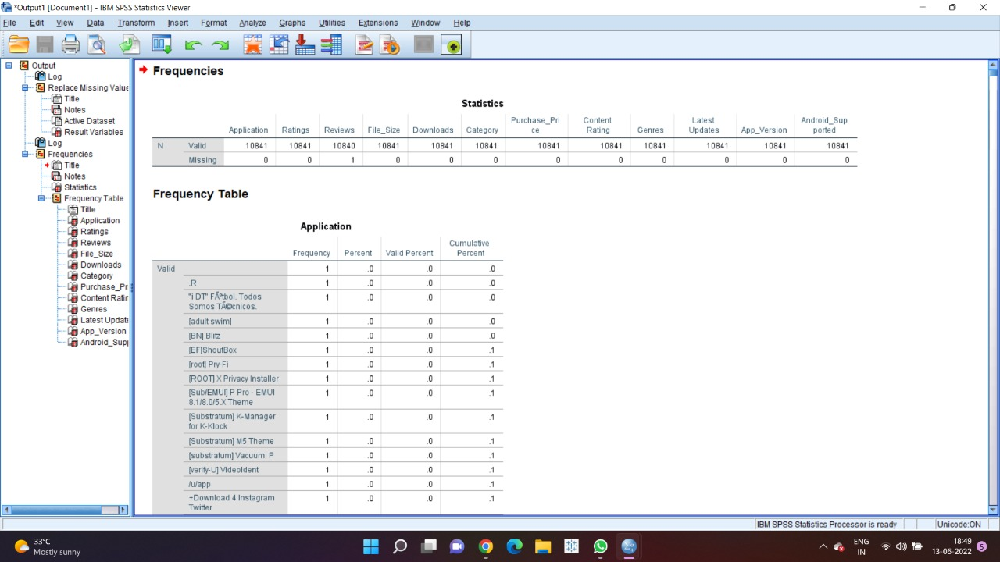 *Output1 [Document1] - IBM SPSS Statistics Viewer
File Edit View Data Transform Insert Format Analyze Graphs Utilities Extensions Window Help
Output
Log
Replace Missing Value
Title
Notes
Active Dataset
Result Variables
Log
Frequencies
Title
Notes
Statistics
Frequency Table
Title
Application
Ratings
Reviews
File_Size
Downloads
Category
Purchase_Pr
Content Ratin
Genres
Latest Update
App_Version
Android_Supp
Frequencies
Statistics
Purchase_Pri Content Latest Android_Sup
Application Ratings Reviews File_Size Downloads Category ce Rating Genres Updates App_Version ported
N Valid 10841 10841 10840 10841 10841 10841 10841 10841 10841 10841 10841 10841
Missing 0 0 1 0 0 0 0 0 0 0 0 0
Frequency Table
Application
Cumulative
Frequency Percent Valid Percent Percent
Valid 1 .0 .0 .0
.R 1 .0 .0 .0
"i DT" FÃºtbol. Todos 1 .0 .0 .0
Somos TÃ©cnicos.
[adult swim] 1 .0 .0 .0
[BN] Blitz 1 .0 .0 .0
[EF]ShoutBox 1 .0 .0 .1
[root] Pry-Fi 1 .0 .0 .1
[ROOT] X Privacy Installer 1 .0 .0 .1
[Sub/EMUI] P Pro - EMUI 1 .0 .0 .1
8.1/8.0/5.X Theme
[Substratum] K-Manager 1 .0 .0 .1
for K-Klock
[Substratum] M5 Theme 1 .0 .0 .1
[substratum] Vacuum: P 1 .0 .0 .1
[verify-U] VideoIdent 1 .0 .0 .1
/u/app 1 .0 .0 .1
+Download 4 Instagram 1 .0 .0 .1
Twitter
IBM SPSS Statistics Processor is ready Unicode:ON
33°C
Mostly sunny
ENG
IN
18:49
13-06-2022
5